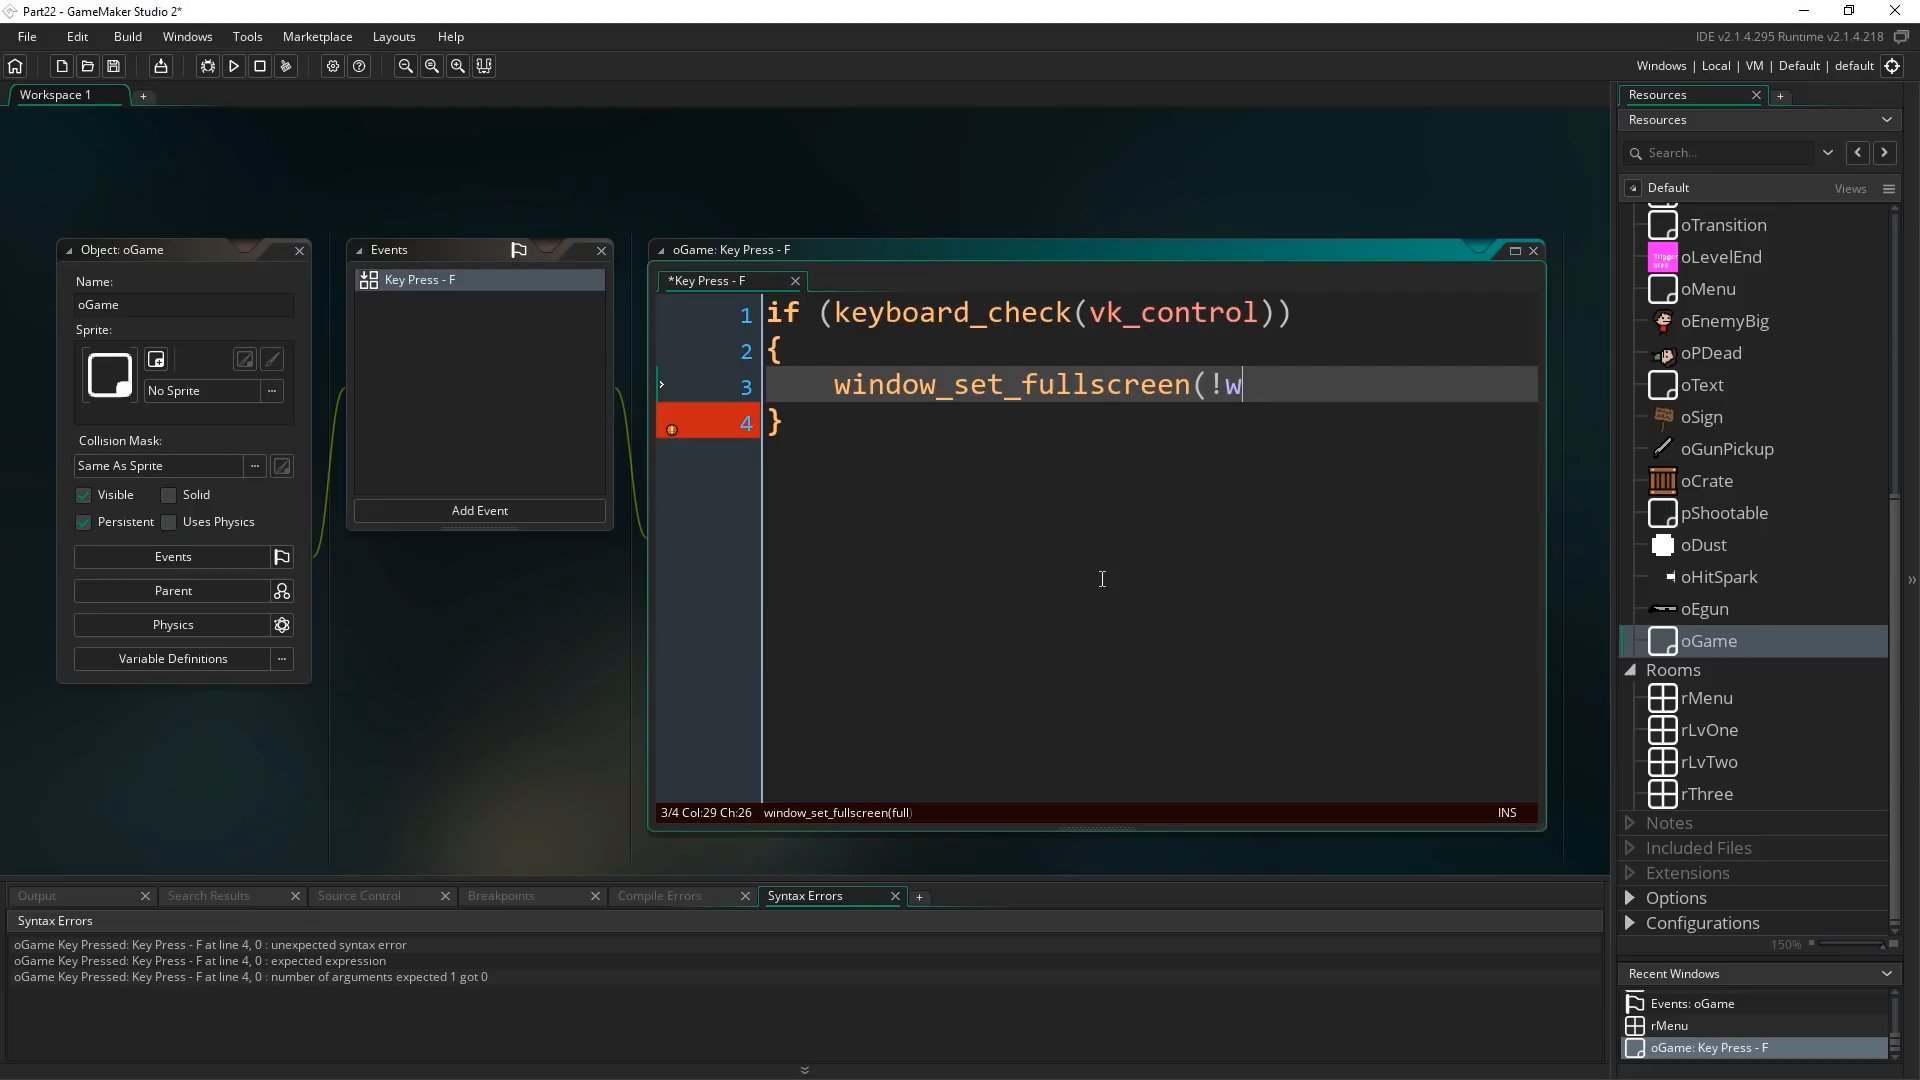 Part22 - GameMaker Studio 2*
File Edit Build Windows Tools Marketplace Layouts Help
IDE v2.1.4.295 Runtime v2.1.4.218
Windows | Local | VM | Default | default
Workspace 1
Object: oGame
Name:
oGame
Sprite:
No Sprite
Collision Mask:
Same As Sprite
Visible Solid
Persistent Uses Physics
Events
Parent
Physics
Variable Definitions
Events
Key Press - F
Add Event
oGame: Key Press - F
*Key Press - F
1 if (keyboard_check(vk_control))
2 {
3 window_set_fullscreen(!w
4 }
3/4 Col:29 Ch:26 window_set_fullscreen(full)
INS
Resources
Resources
Search...
Default
Views
oTransition
oLevelEnd
oMenu
oEnemyBig
oPDead
oText
oSign
oGunPickup
oCrate
pShootable
oDust
oHitSpark
oEgun
oGame
Rooms
rMenu
rLvOne
rLvTwo
rThree
Notes
Included Files
Extensions
Options
Configurations
150%
Recent Windows
Events: oGame
rMenu
oGame: Key Press - F
Output Search Results Source Control Breakpoints Compile Errors Syntax Errors
Syntax Errors
oGame Key Pressed: Key Press - F at line 4, 0 : unexpected syntax error
oGame Key Pressed: Key Press - F at line 4, 0 : expected expression
oGame Key Pressed: Key Press - F at line 4, 0 : number of arguments expected 1 got 0